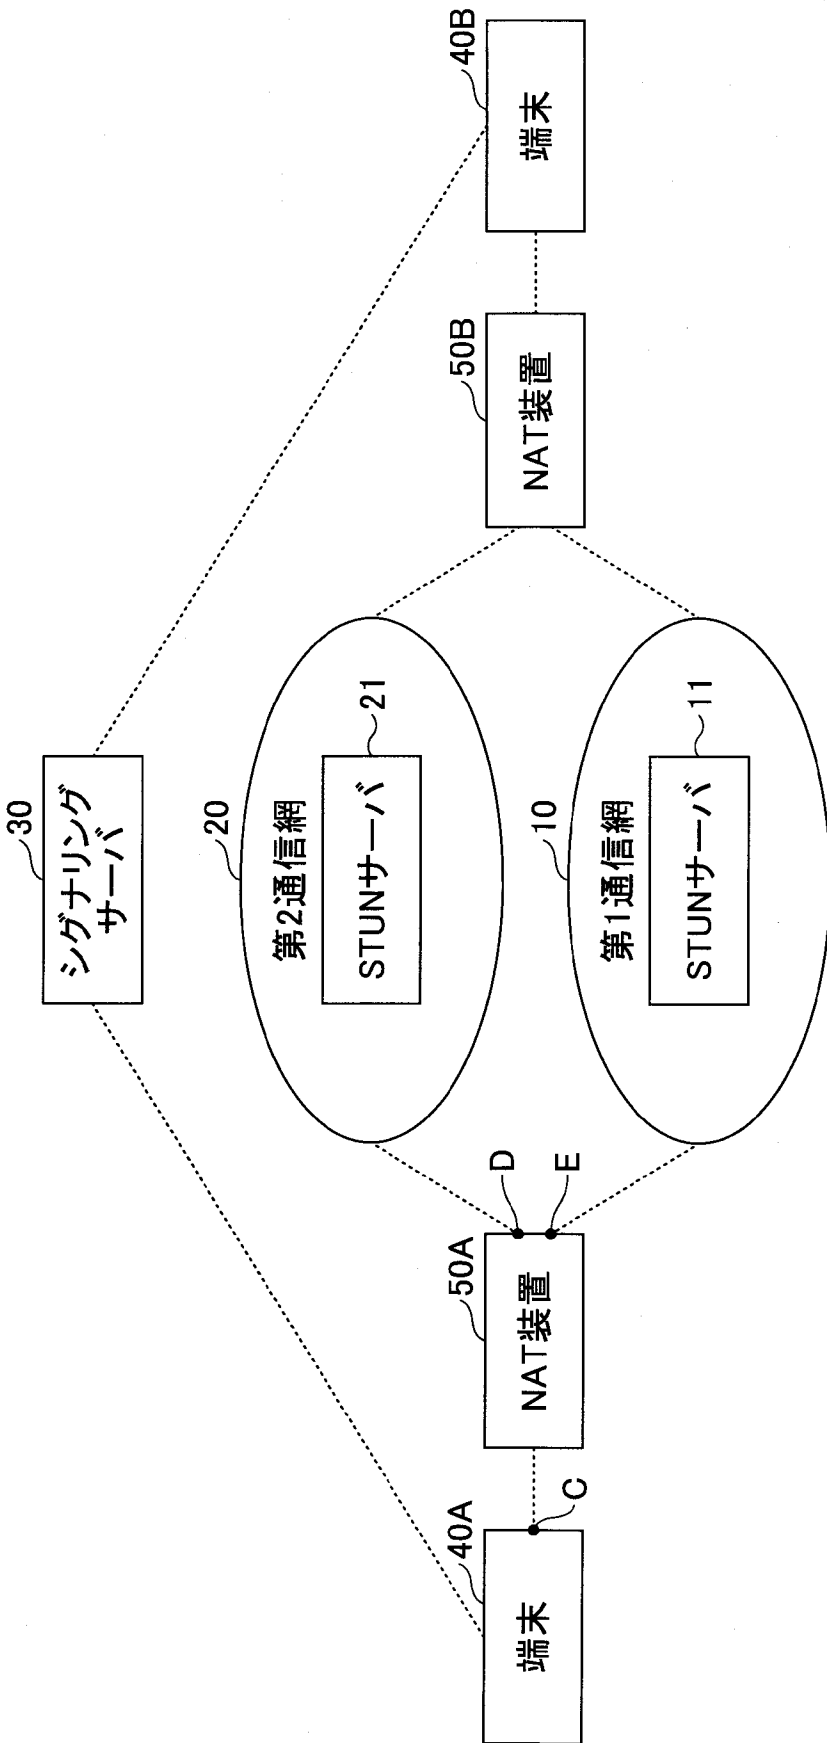 30
シグナリング
サーバ
20
第2通信網
STUNサーバ
21
10
第1通信網
STUNサーバ
11
40A
端末
C
50A
NAT装置
D
E
50B
NAT装置
40B
端末